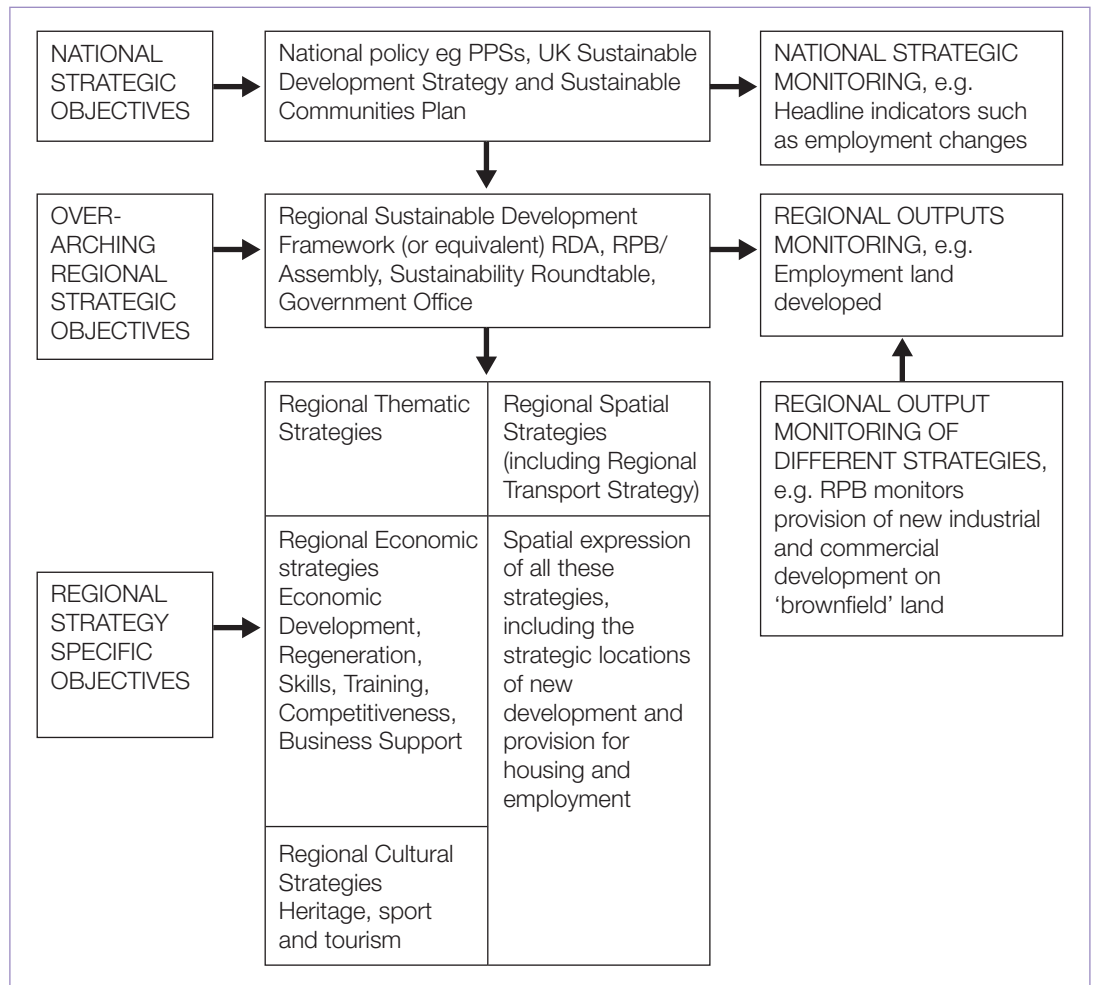 NATIONAL
STRATEGIC
OBJECTIVES
National policy eg PPSs, UK Sustainable
Development Strategy and Sustainable
Communities Plan
NATIONAL STRATEGIC
MONITORING, e.g.
Headline indicators such
as employment changes
OVER-
ARCHING
REGIONAL
STRATEGIC
OBJECTIVES
Regional Sustainable Development
Framework (or equivalent) RDA, RPB/
Assembly, Sustainability Roundtable,
Government Office
REGIONAL OUTPUTS
MONITORING, e.g.
Employment land
developed
Regional Thematic
Strategies
Regional Spatial
Strategies
(including Regional
Transport Strategy)
REGIONAL OUTPUT
MONITORING OF
DIFFERENT STRATEGIES,
e.g. RPB monitors
provision of new industrial
and commercial
development on
‘brownfield’ land
REGIONAL
STRATEGY
SPECIFIC
OBJECTIVES
Regional Economic
strategies
Economic
Development,
Regeneration,
Skills, Training,
Competitiveness,
Business Support
Spatial expression
of all these
strategies,
including the
strategic locations
of new
development and
provision for
housing and
employment
Regional Cultural
Strategies
Heritage, sport
and tourism